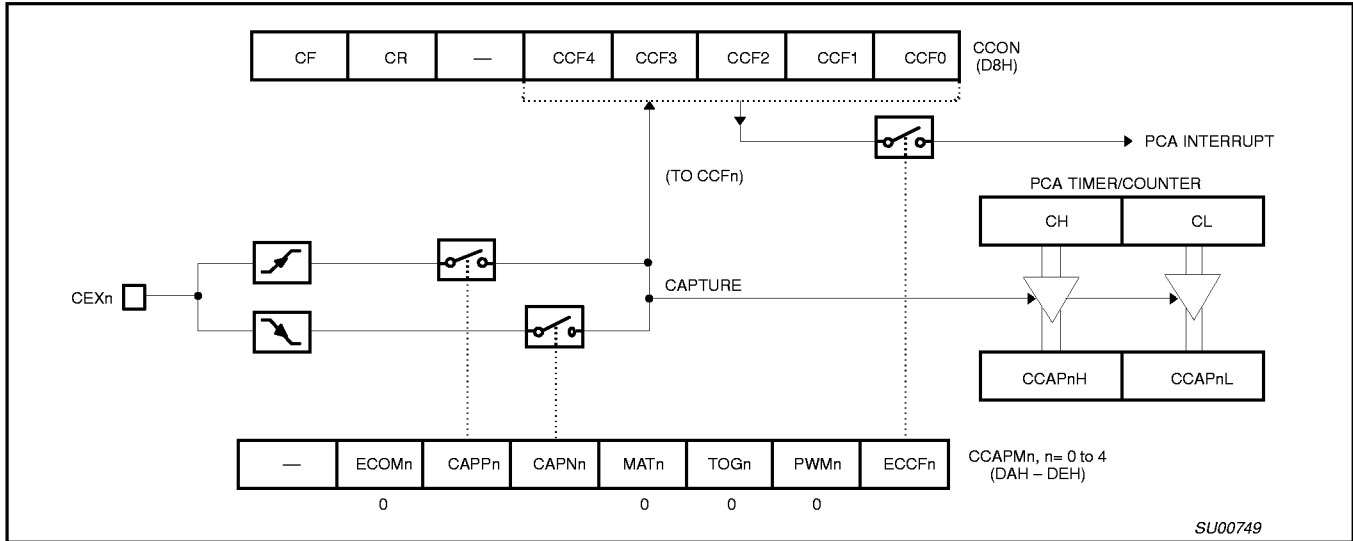 CF CR — CCF4 CCF3 CCF2 CCF1 CCF0
CCON
(D8H)
PCA INTERRUPT
(TO CCFn)
PCA TIMER/COUNTER
CH CL
CEXn
CAPTURE
CCAPnH CCAPnL
— ECOMn CAPPn CAPNn MATn TOGn PWMn ECCFn
CCAPMn, n= 0 to 4
(DAH – DEH)
0 0 0 0
SU00749